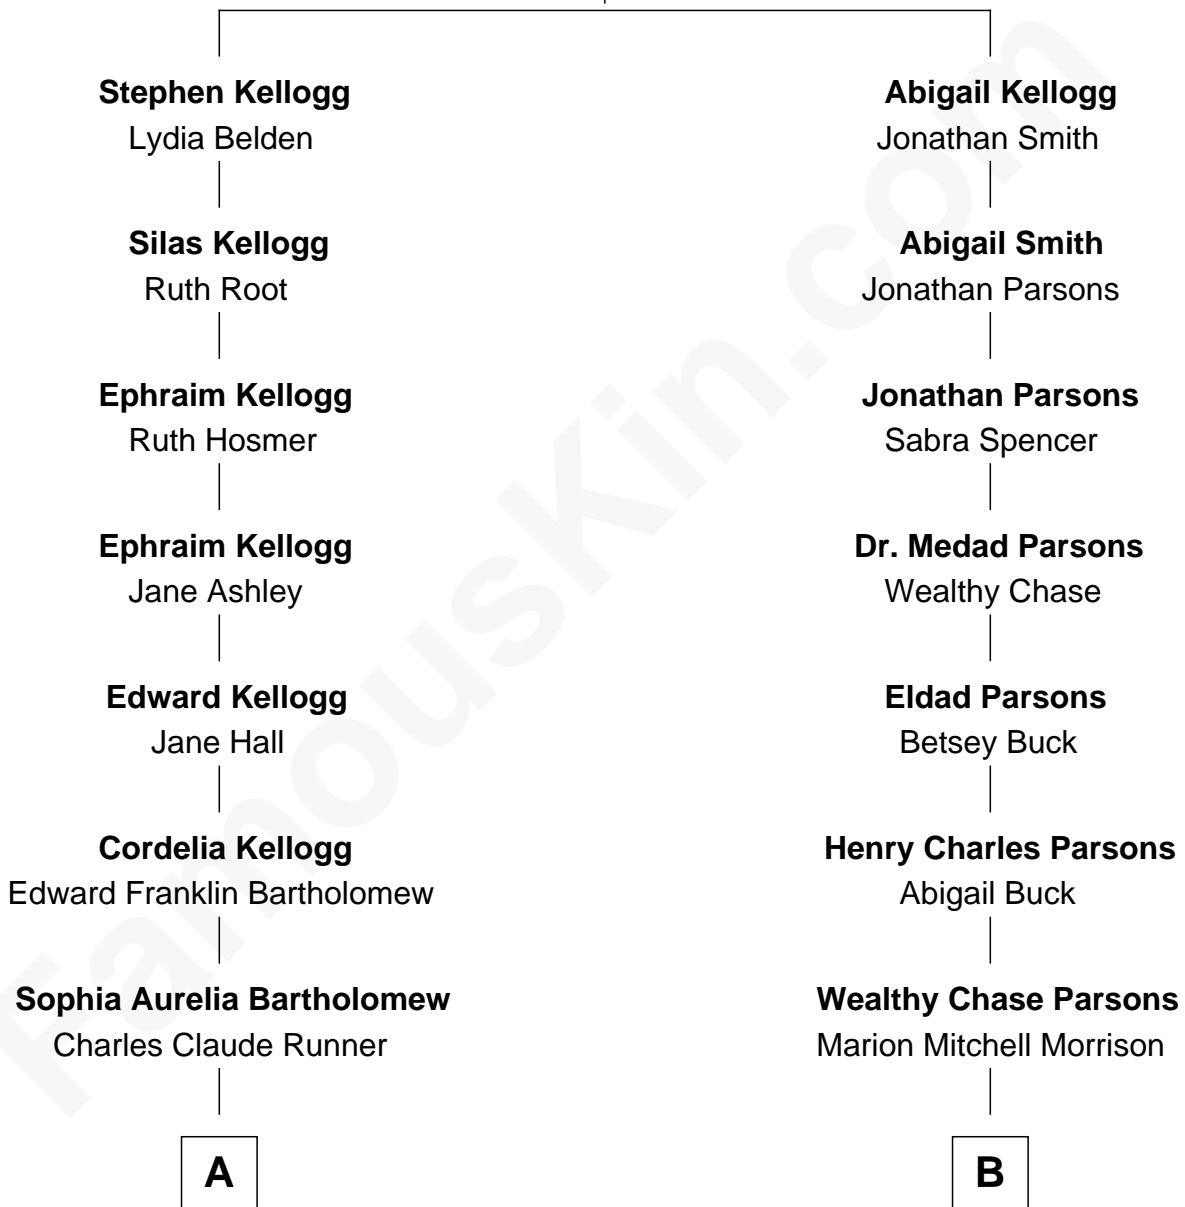 Stephen Kellogg
Lydia Belden
Abigail Kellogg
Jonathan Smith
Silas Kellogg
Ruth Root
Abigail Smith
Jonathan Parsons
Ephraim Kellogg
Ruth Hosmer
Jonathan Parsons
Sabra Spencer
Ephraim Kellogg
Jane Ashley
Dr. Medad Parsons
Wealthy Chase
Edward Kellogg
Jane Hall
Eldad Parsons
Betsey Buck
Cordelia Kellogg
Edward Franklin Bartholomew
Henry Charles Parsons
Abigail Buck
Sophia Aurelia Bartholomew
Charles Claude Runner
Wealthy Chase Parsons
Marion Mitchell Morrison
A
B
FamousKin.com